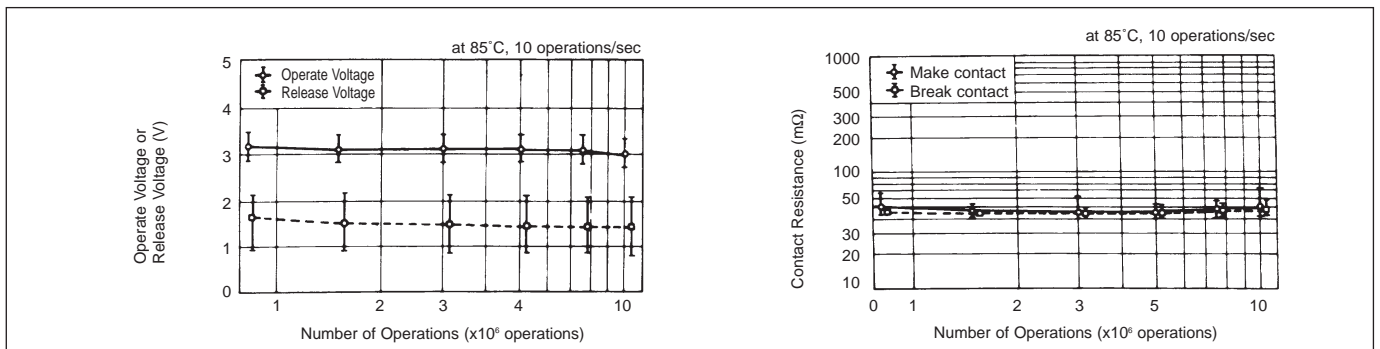 at 85˚C, 10 operations/sec
5
4
3
2
1
0
Operate Voltage
Release Voltage
Operate Voltage or
Release Voltage (V)
1 2 3 4 10
Number of Operations (x10⁶ operations)
at 85˚C, 10 operations/sec
1000
500
300
200
100
50
30
20
10
Make contact
Break contact
Contact Resistance (mΩ)
0 1 2 3 5 10
Number of Operations (x10⁶ operations)